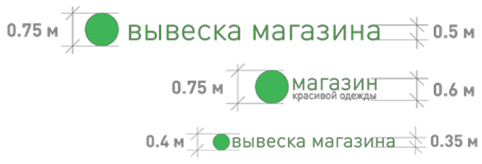 0.75 м вывеска магазина 0.5 м
0.75 м магазин 0.6 м
красивой одежды
0.4 м вывеска магазина 0.35 м